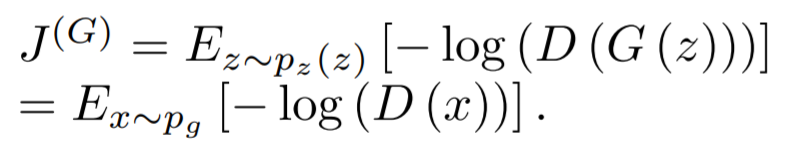 J^{(G)} = E_{z∼p_z(z)} [− log (D (G (z)))]
= E_{x∼p_g} [− log (D (x))] .